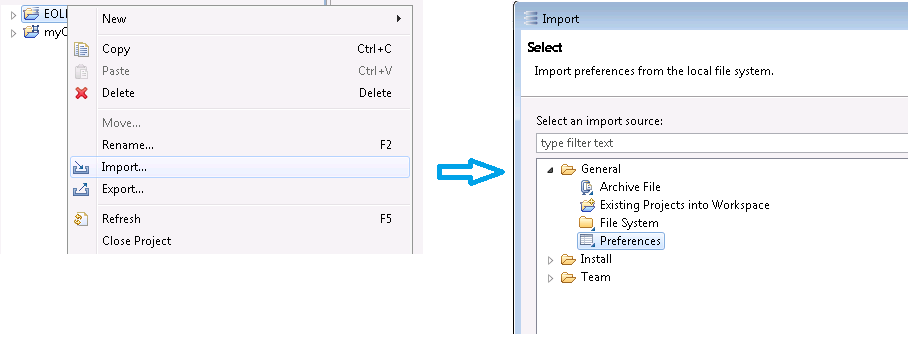 EOLI
myC
New
Copy Ctrl+C
Paste Ctrl+V
Delete Delete
Move...
Rename... F2
Import...
Export...
Refresh F5
Close Project
Import
Select
Import preferences from the local file system.
Select an import source:
type filter text
General
Archive File
Existing Projects into Workspace
File System
Preferences
Install
Team